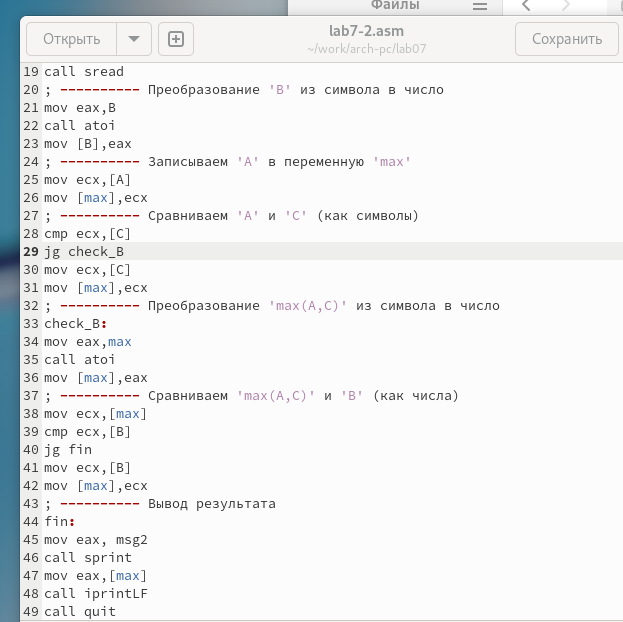 Файлы
Открыть
lab7-2.asm
~/work/arch-pc/lab07
Сохранить
19 call sread
20 ; ---------- Преобразование 'B' из символа в число
21 mov eax,B
22 call atoi
23 mov [B],eax
24 ; ---------- Записываем 'A' в переменную 'max'
25 mov ecx,[A]
26 mov [max],ecx
27 ; ---------- Сравниваем 'A' и 'С' (как символы)
28 cmp ecx,[C]
29 jg check_B
30 mov ecx,[C]
31 mov [max],ecx
32 ; ---------- Преобразование 'max(A,C)' из символа в число
33 check_B:
34 mov eax,max
35 call atoi
36 mov [max],eax
37 ; ---------- Сравниваем 'max(A,C)' и 'B' (как числа)
38 mov ecx,[max]
39 cmp ecx,[B]
40 jg fin
41 mov ecx,[B]
42 mov [max],ecx
43 ; ---------- Вывод результата
44 fin:
45 mov eax, msg2
46 call sprint
47 mov eax,[max]
48 call iprintLF
49 call quit